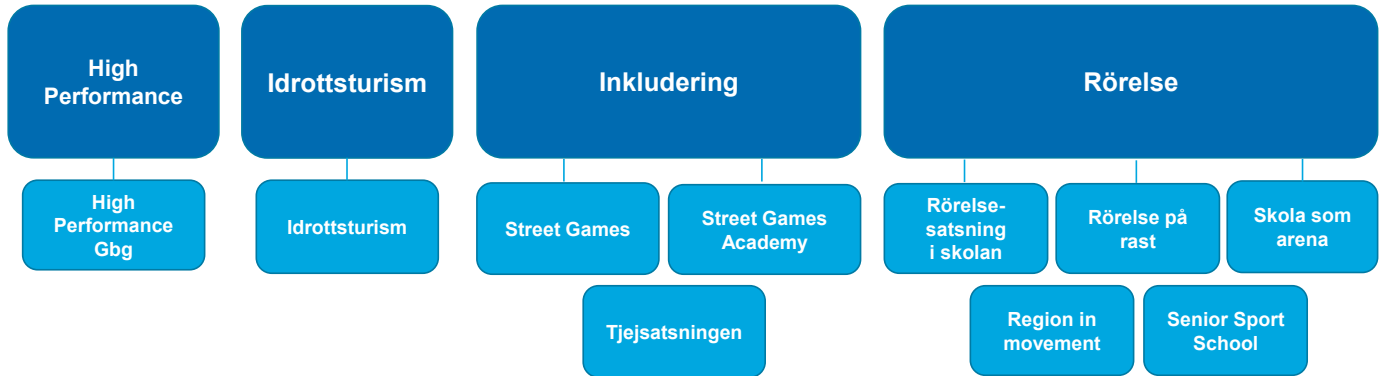 High
Performance
Idrottsturism
Inkludering
Rörelse
High
Performance
Gbg
Idrottsturism
Street Games
Street Games
Academy
Rörelse-
satsning
i skolan
Rörelse på
rast
Skola som
arena
Tjejsatsningen
Region in
movement
Senior Sport
School